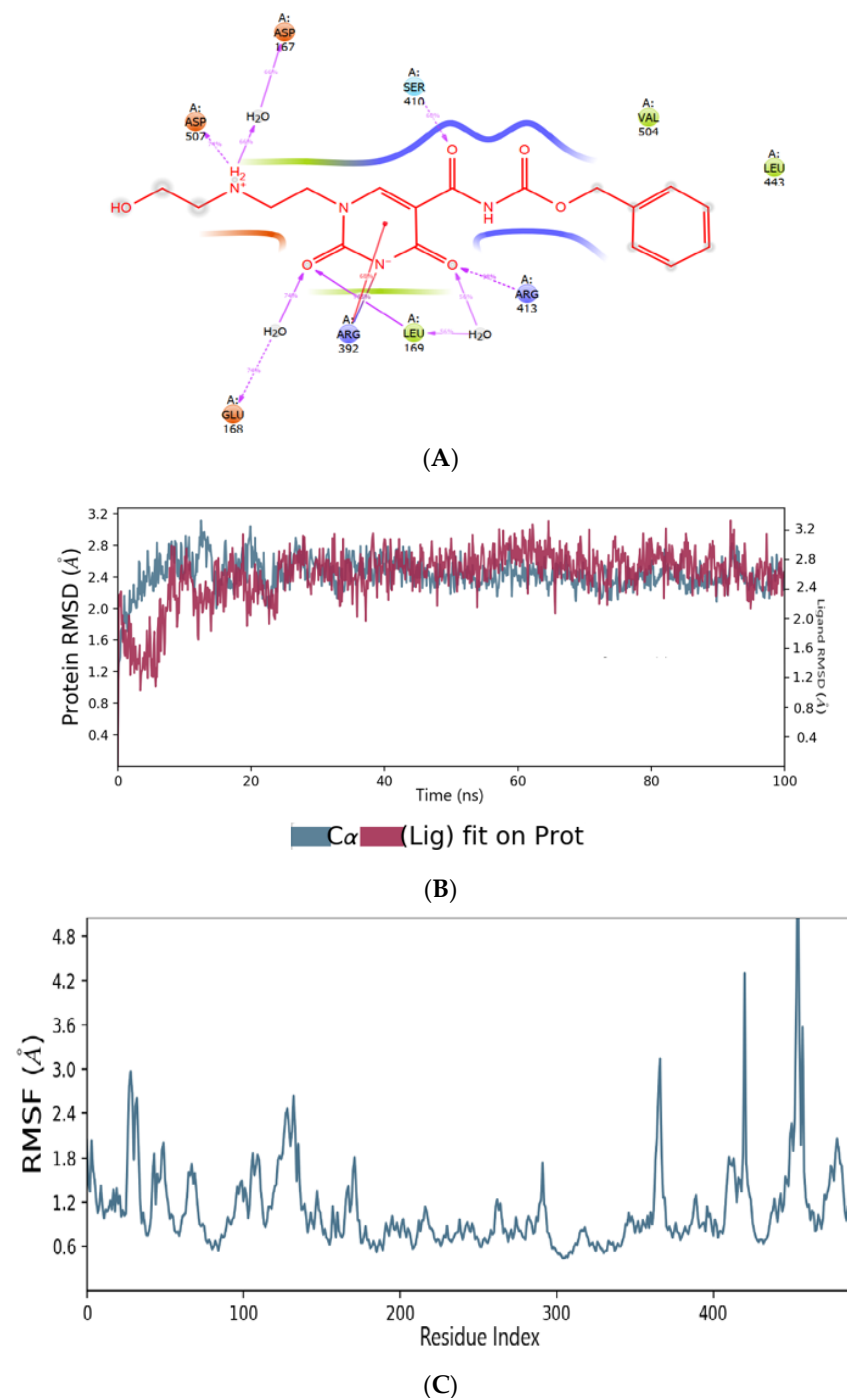 A:
ASP
167
A:
SER
410
A:
ASP
507
H₂O
A:
VAL
504
A:
LEU
443
66%
H₂
N⁺
HO
N
O
O
N
H
O
O
N⁻
O
68%
74%
A:
ARG
413
H₂O
A:
ARG
392
A:
LEU
169
H₂O
74%
A:
GLU
168
(A)
Protein RMSD (Å)
3.2
2.8
2.4
2.0
1.6
1.2
0.8
0.4
3.2
2.8
2.4
2.0
1.6
1.2
0.8
0.4
Ligand RMSD (Å)
0 20 40 60 80 100
Time (ns)
Cα (Lig) fit on Prot
(B)
RMSF (Å)
4.8
4.2
3.6
3.0
2.4
1.8
1.2
0.6
0 100 200 300 400
Residue Index
(C)